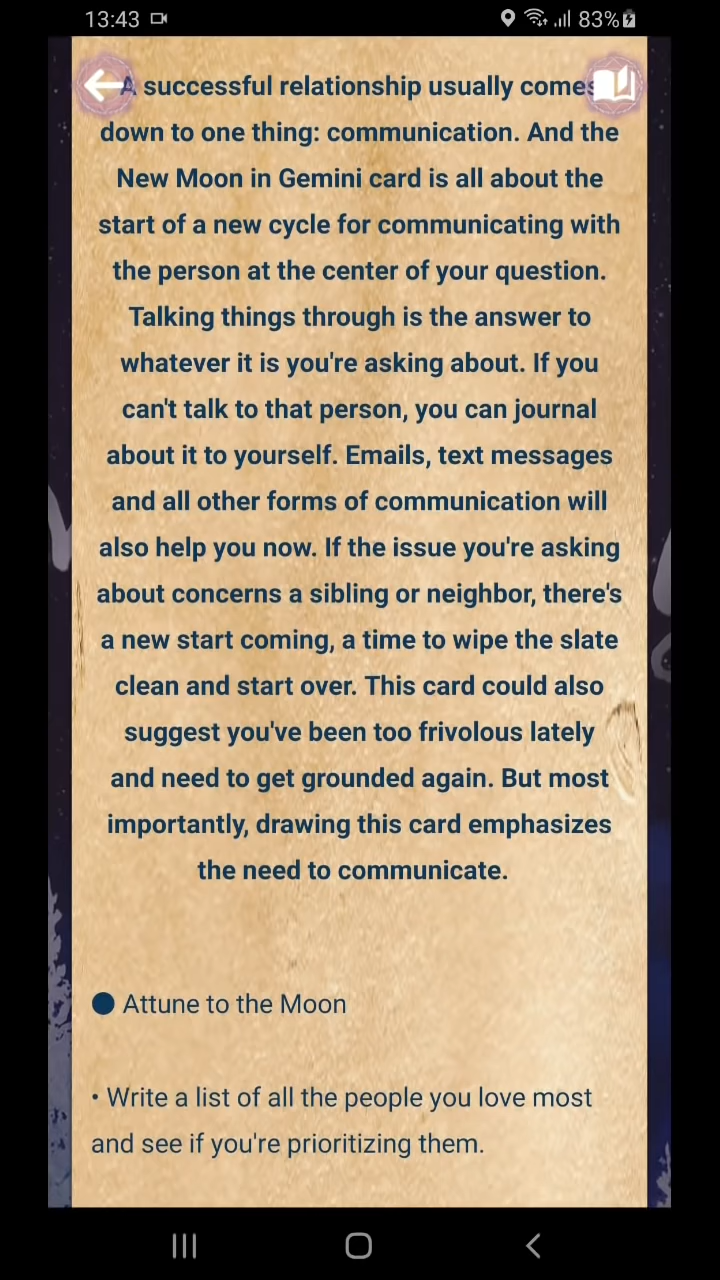 13:43
83%
A successful relationship usually comes
down to one thing: communication. And the
New Moon in Gemini card is all about the
start of a new cycle for communicating with
the person at the center of your question.
Talking things through is the answer to
whatever it is you're asking about. If you
can't talk to that person, you can journal
about it to yourself. Emails, text messages
and all other forms of communication will
also help you now. If the issue you're asking
about concerns a sibling or neighbor, there's
a new start coming, a time to wipe the slate
clean and start over. This card could also
suggest you've been too frivolous lately
and need to get grounded again. But most
importantly, drawing this card emphasizes
the need to communicate.
● Attune to the Moon
• Write a list of all the people you love most
and see if you're prioritizing them.